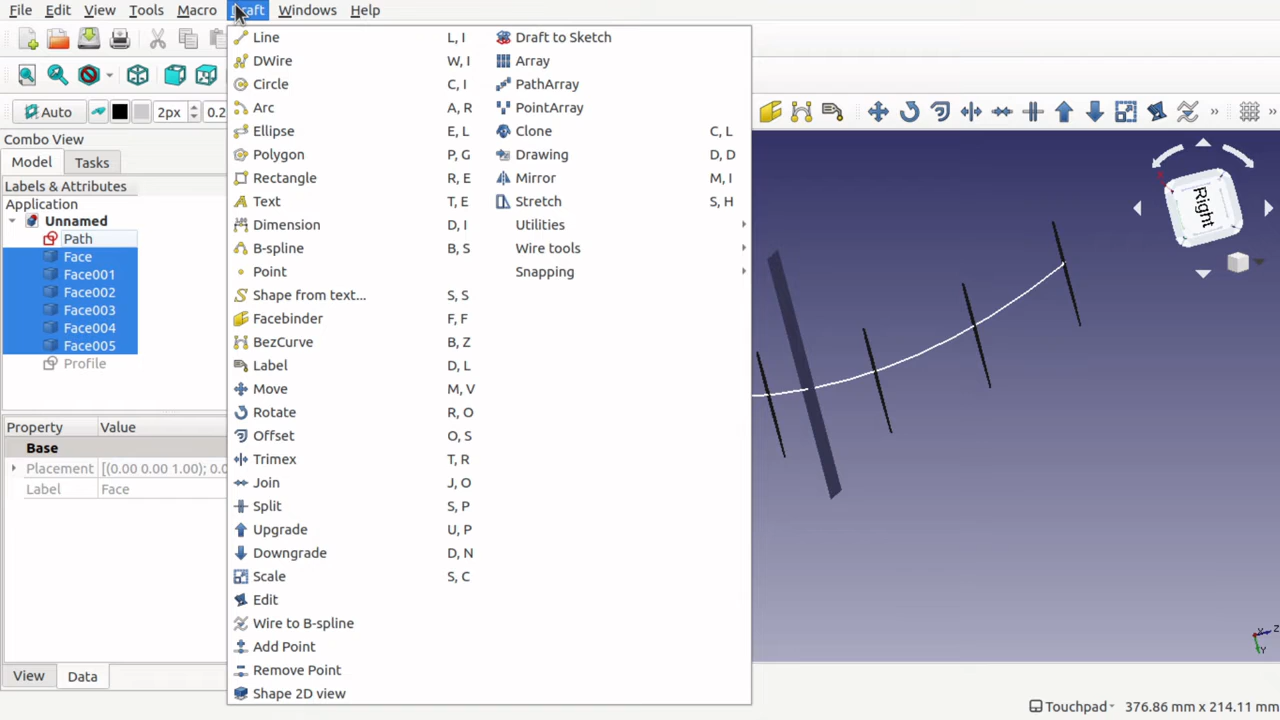 File Edit View Tools Macro Draft Windows Help
Auto 2px 0.2
Combo View
Model Tasks
Labels & Attributes
Application
Unnamed
Path
Face
Face001
Face002
Face003
Face004
Face005
Profile
Property Value
Base
Placement [(0.00 0.00 1.00); 0.0
Label Face
View Data
Line L, I
DWire W, I
Circle C, I
Arc A, R
Ellipse E, L
Polygon P, G
Rectangle R, E
Text T, E
Dimension D, I
B-spline B, S
Point
Shape from text... S, S
Facebinder F, F
BezCurve B, Z
Label D, L
Move M, V
Rotate R, O
Offset O, S
Trimex T, R
Join J, O
Split S, P
Upgrade U, P
Downgrade D, N
Scale S, C
Edit
Wire to B-spline
Add Point
Remove Point
Shape 2D view
Draft to Sketch
Array
PathArray
PointArray
Clone C, L
Drawing D, D
Mirror M, I
Stretch S, H
Utilities
Wire tools
Snapping
Right
X Z
Y
Touchpad 376.86 mm x 214.11 mm